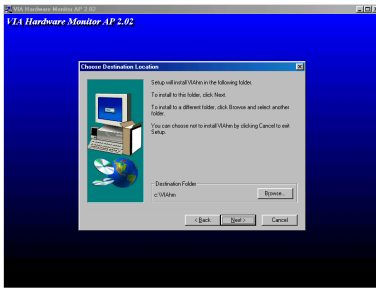 VIA Hardware Monitor AP 2.02
VIA Hardware Monitor AP 2.02
Choose Destination Location
Setup will install VIAhm in the following folder.
To install to this folder, click Next.
To install to a different folder, click Browse and select another
folder.
You can choose not to install VIAhm by clicking Cancel to exit
Setup.
Destination Folder
c:\VIAhm
Browse...
< Back
Next >
Cancel